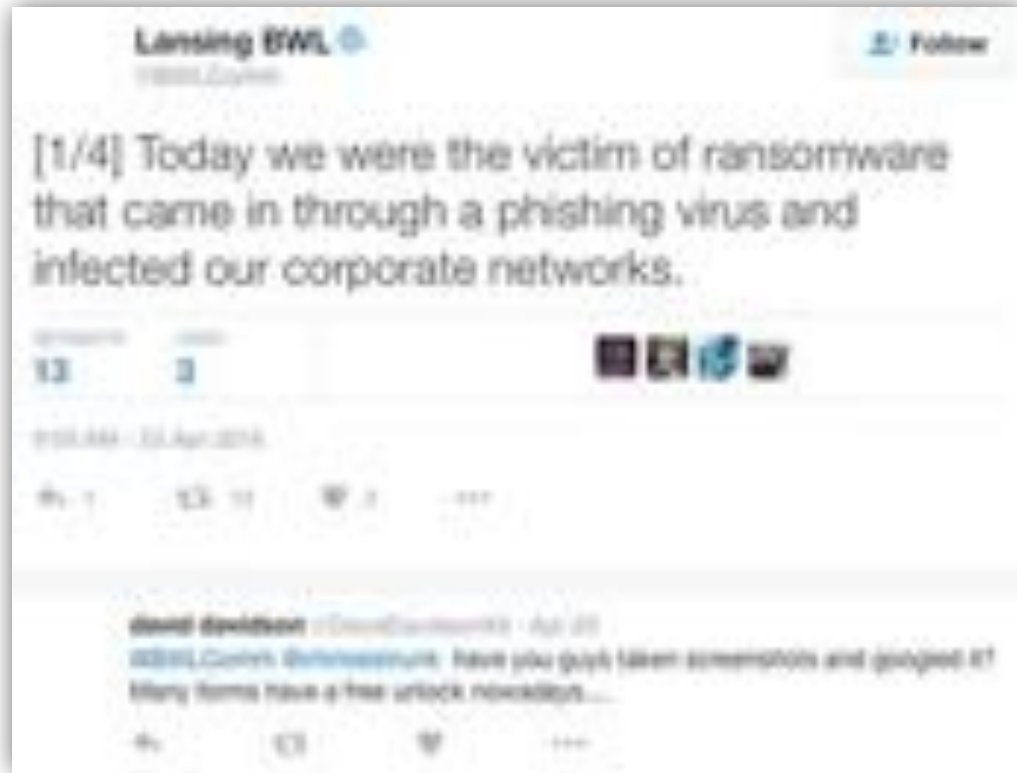 Lansing BWL
Follow
[1/4] Today we were the victim of ransomware
that came in through a phishing virus and
infected our corporate networks.
13 3
david davidson
have you guys taken screenshots and googled it?
Many forms have a free unlock nowadays....